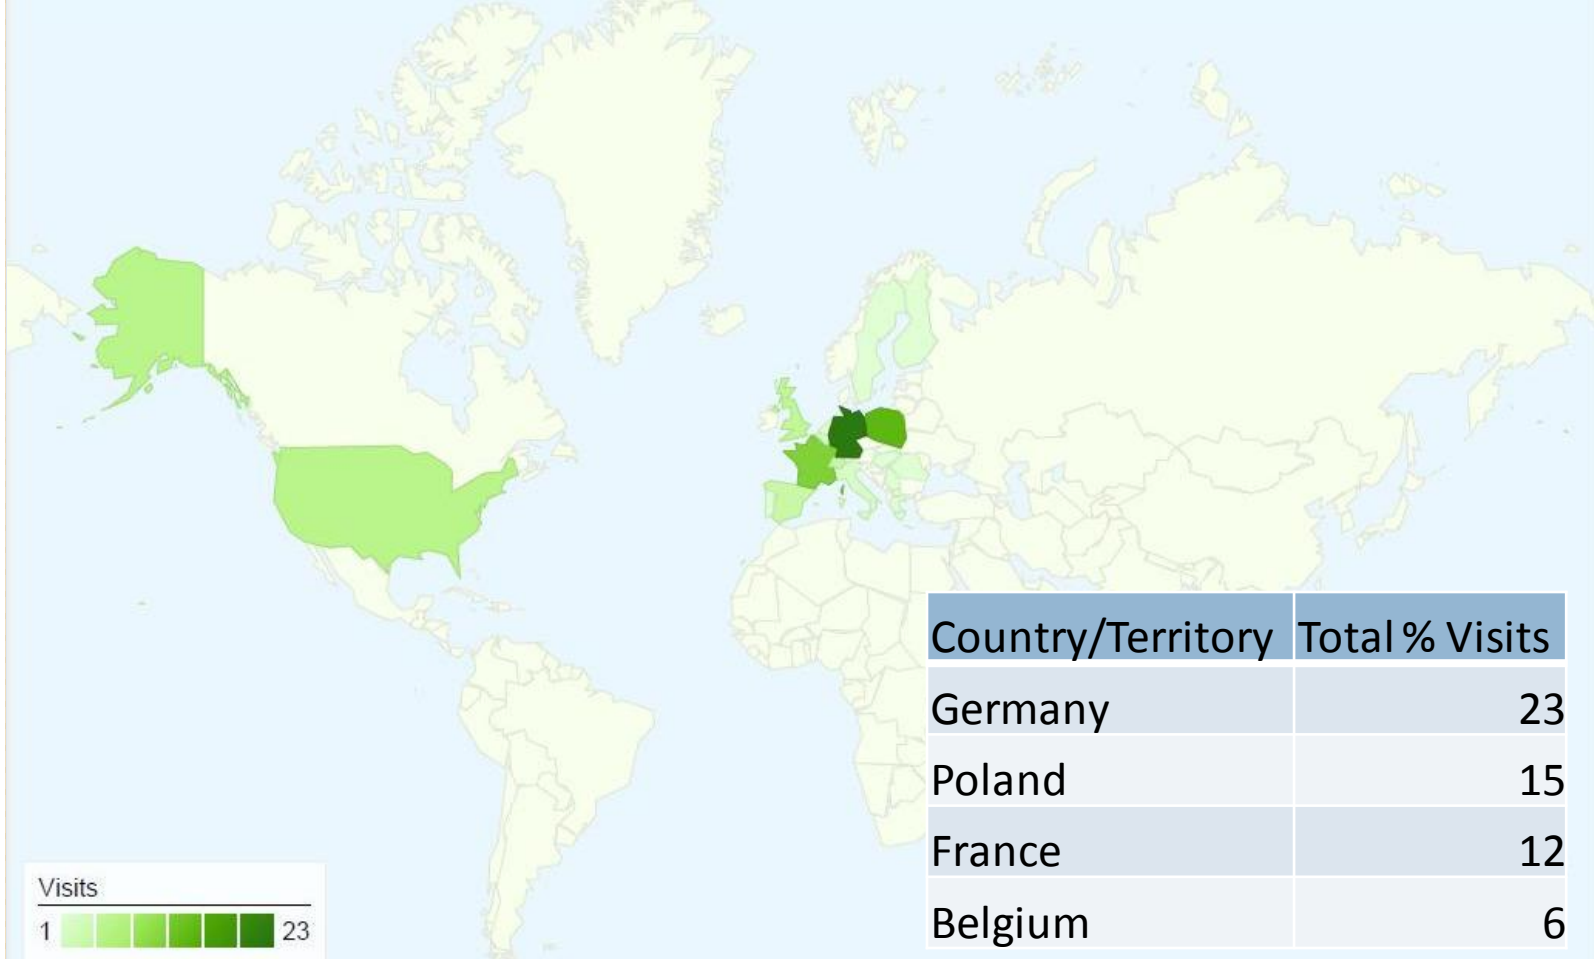 Country/Territory Total % Visits
Germany 23
Poland 15
France 12
Belgium 6
Visits
1 23